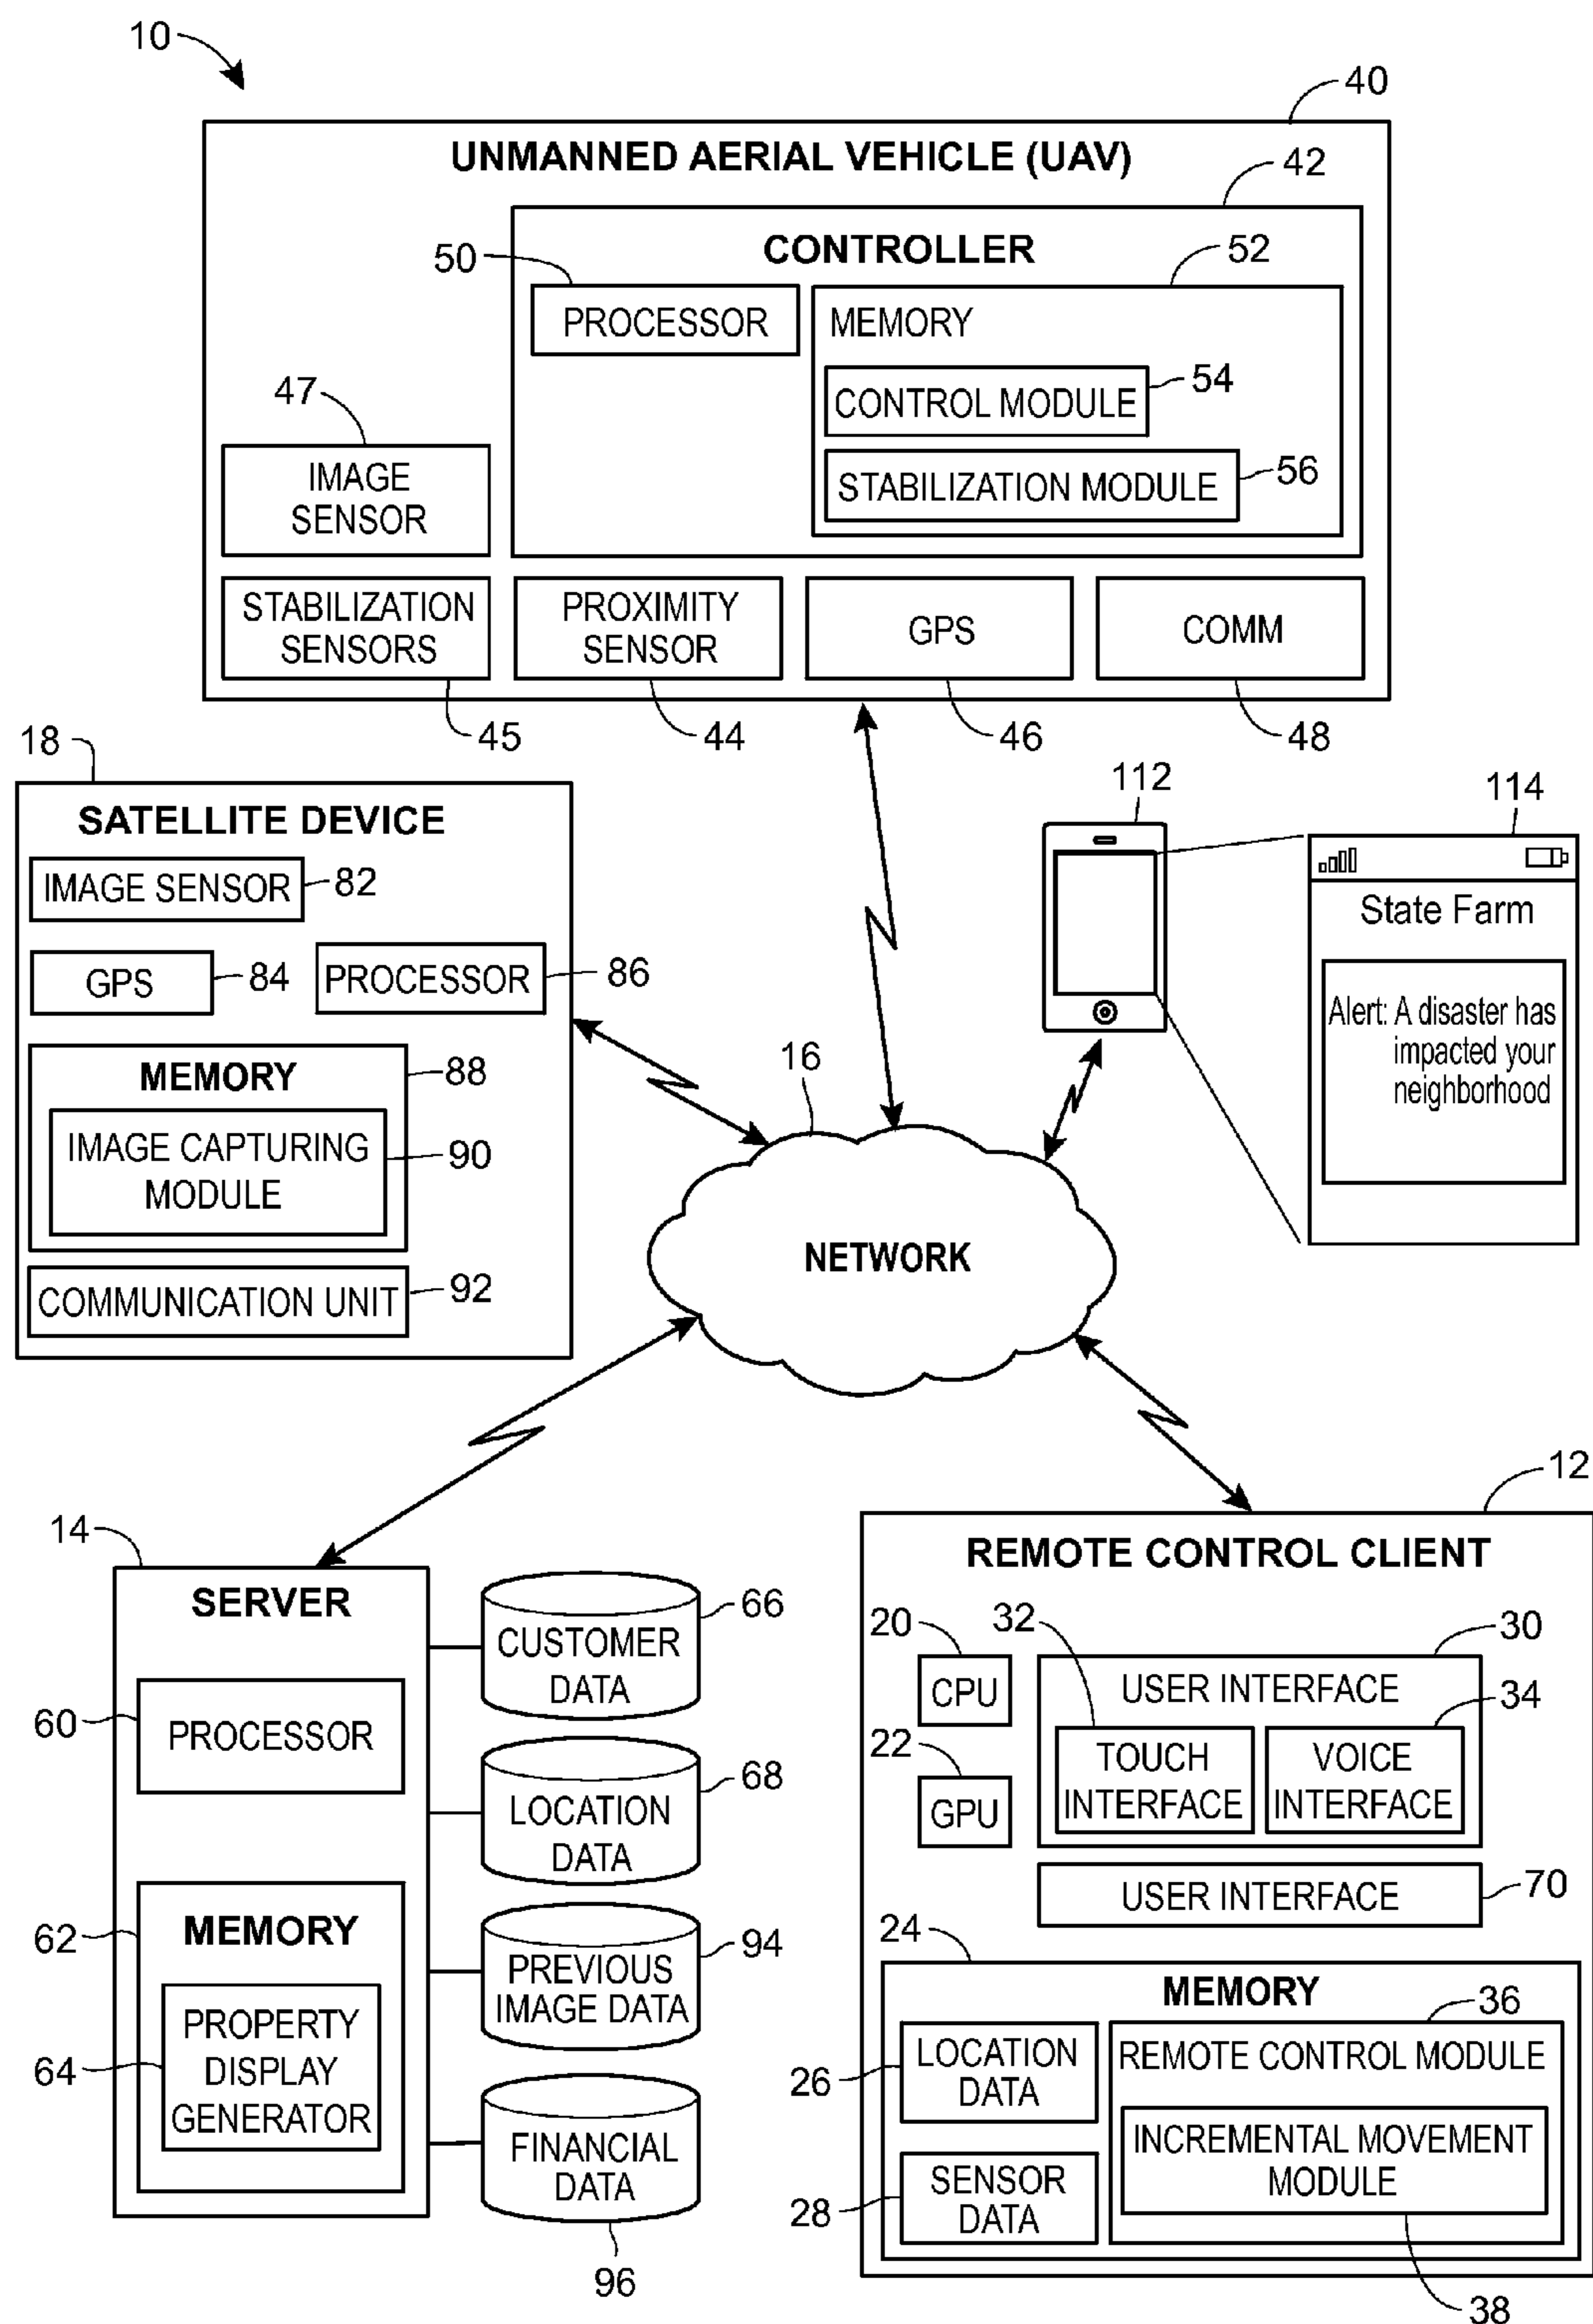 10
40
UNMANNED AERIAL VEHICLE (UAV)
42
CONTROLLER
50
52
PROCESSOR
MEMORY
54
CONTROL MODULE
47
IMAGE
SENSOR
56
STABILIZATION MODULE
STABILIZATION
SENSORS
PROXIMITY
SENSOR
GPS
COMM
45
44
46
48
18
SATELLITE DEVICE
IMAGE SENSOR
82
GPS
84
PROCESSOR
86
MEMORY
88
IMAGE CAPTURING
MODULE
90
COMMUNICATION UNIT
92
112
114
State Farm
Alert: A disaster has
impacted your
neighborhood
16
NETWORK
14
SERVER
60
PROCESSOR
62
MEMORY
64
PROPERTY
DISPLAY
GENERATOR
CUSTOMER
DATA
66
LOCATION
DATA
68
PREVIOUS
IMAGE DATA
94
FINANCIAL
DATA
96
12
REMOTE CONTROL CLIENT
20
CPU
22
GPU
32
30
USER INTERFACE
34
TOUCH
INTERFACE
VOICE
INTERFACE
USER INTERFACE
70
24
MEMORY
36
26
LOCATION
DATA
REMOTE CONTROL MODULE
28
SENSOR
DATA
INCREMENTAL MOVEMENT
MODULE
38